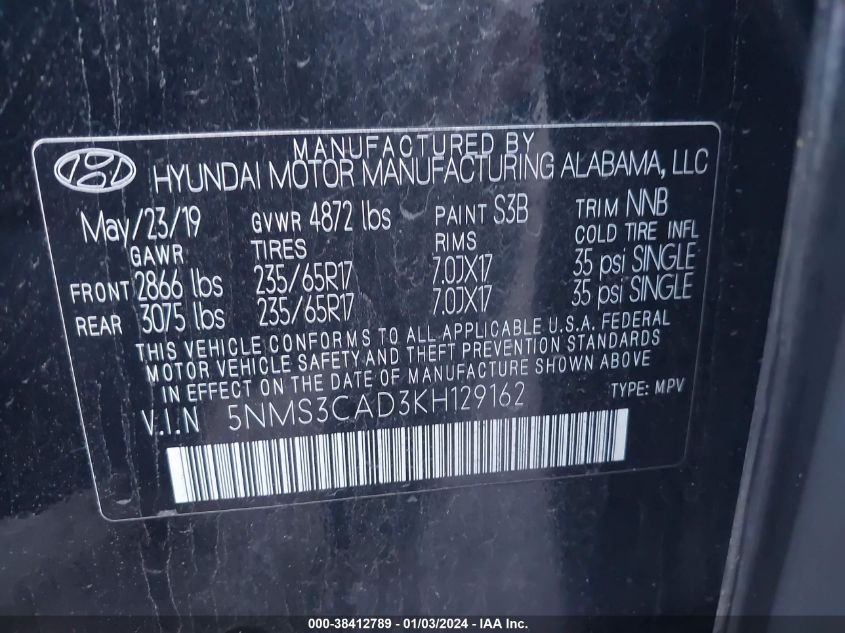 MANUFACTURED BY
HYUNDAI MOTOR MANUFACTURING ALABAMA, LLC
May/23/19 GVWR 4872 lbs PAINT S3B TRIM NNB
GAWR TIRES RIMS COLD TIRE INFL
FRONT 2866 lbs 235/65R17 7.0JX17 35 psi SINGLE
REAR 3075 lbs 235/65R17 7.0JX17 35 psi SINGLE
THIS VEHICLE CONFORMS TO ALL APPLICABLE U.S.A. FEDERAL
MOTOR VEHICLE SAFETY AND THEFT PREVENTION STANDARDS
IN EFFECT ON THE DATE OF MANUFACTURE SHOWN ABOVE
V.I.N 5NMS3CAD3KH129162 TYPE: MPV
000-38412789 - 01/03/2024 - IAA Inc.